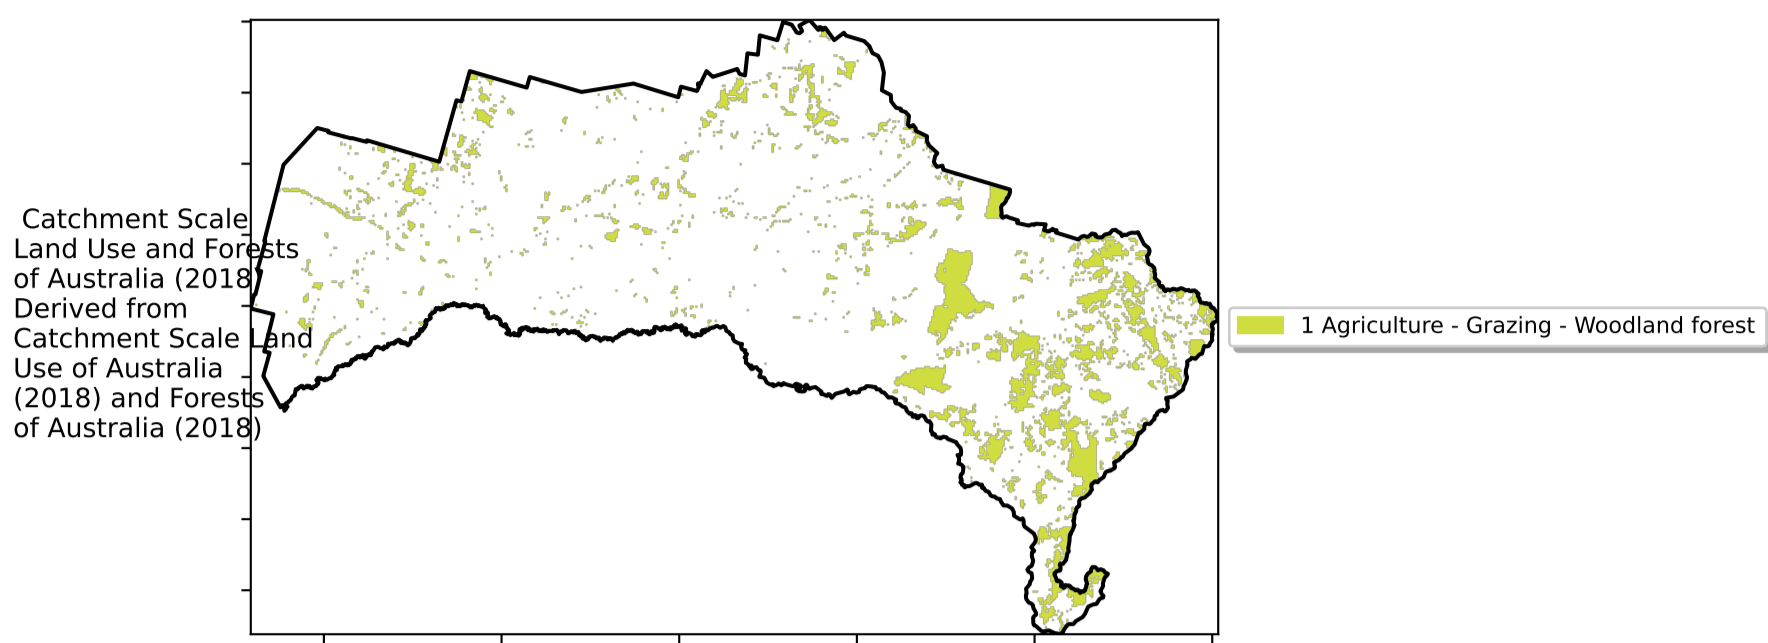 Catchment Scale
Land Use and Forests
of Australia (2018)
Derived from
Catchment Scale Land
Use of Australia
(2018) and Forests
of Australia (2018)
1 Agriculture - Grazing - Woodland forest